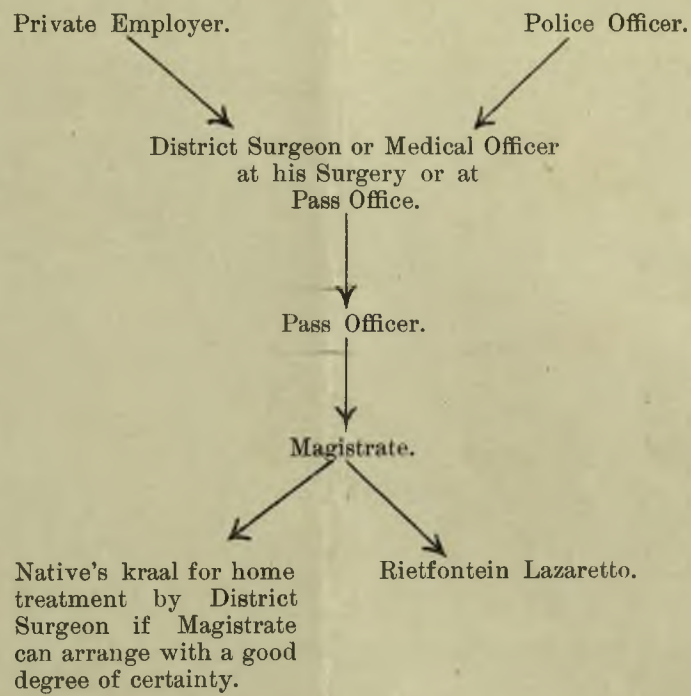 Private Employer.
Police Officer.
District Surgeon or Medical Officer
at his Surgery or at
Pass Office.
Pass Officer.
Magistrate.
Native's kraal for home
treatment by District
Surgeon if Magistrate
can arrange with a good
degree of certainty.
Rietfontein Lazaretto.